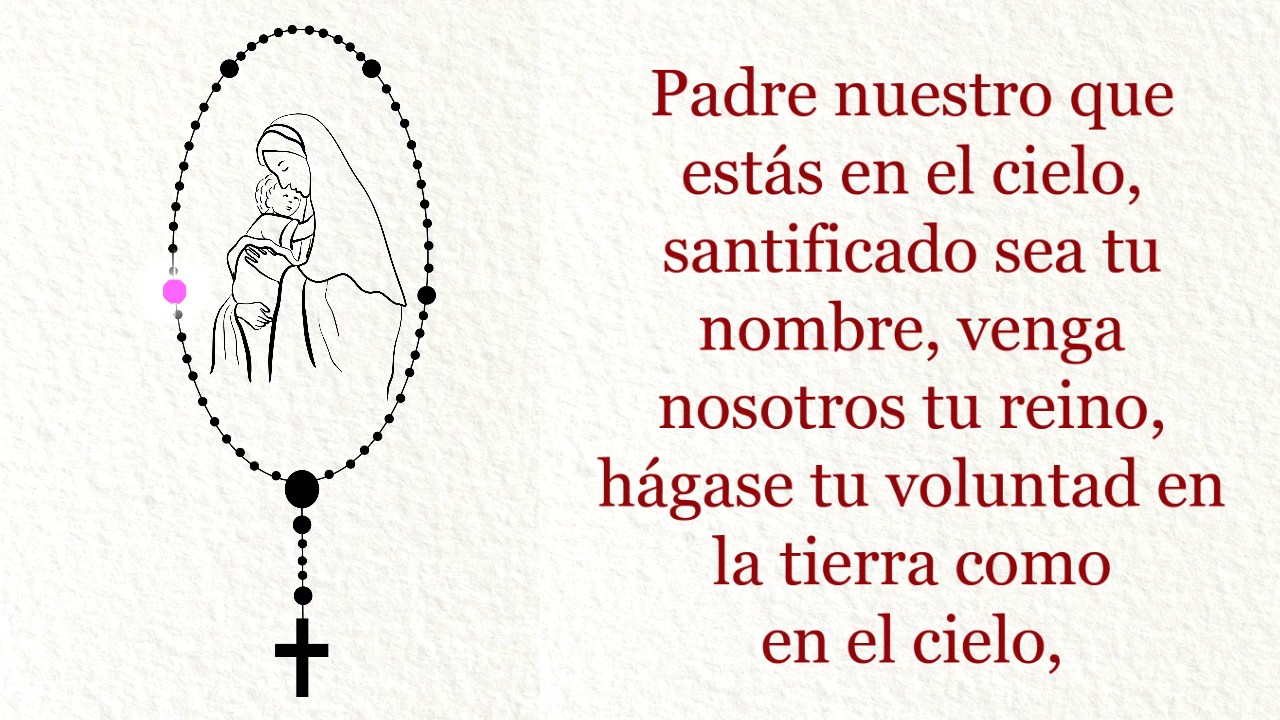 Padre nuestro que
estás en el cielo,
santificado sea tu
nombre, venga
nosotros tu reino,
hágase tu voluntad en
la tierra como
en el cielo,